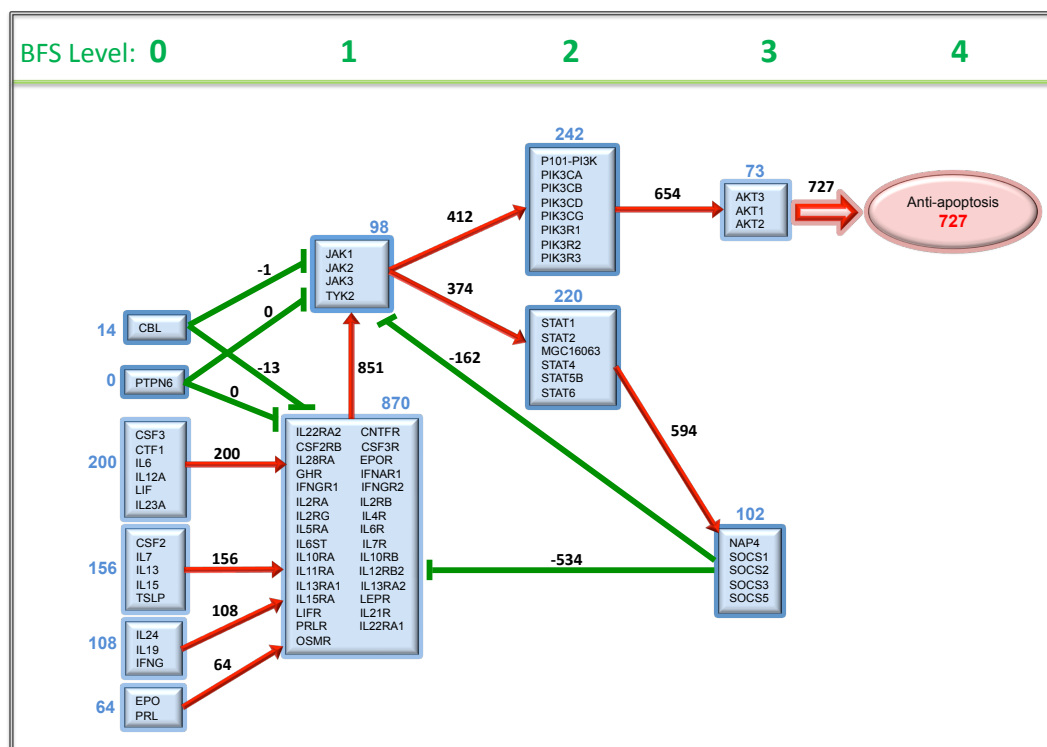 BFS Level: 0 1 2 3 4
242
P101-PI3K
PIK3CA
PIK3CB
PIK3CD
PIK3CG
PIK3R1
PIK3R2
PIK3R3
654
73
AKT3
AKT1
AKT2
727
Anti-apoptosis
727
98
JAK1
JAK2
JAK3
TYK2
412
374
220
STAT1
STAT2
MGC16063
STAT4
STAT5B
STAT6
-1
0
14
CBL
-13
0
PTPN6
0
851
-162
594
870
IL22RA2 CNTFR
CSF2RB CSF3R
IL28RA EPOR
GHR IFNAR1
IFNGR1 IFNGR2
IL2RA IL2RB
IL2RG IL4R
IL5RA IL6R
IL6ST IL7R
IL10RA IL10RB
IL11RA IL12RB2
IL13RA1 IL13RA2
IL15RA LEPR
LIFR IL21R
PRLR IL22RA1
OSMR
200
CSF3
CTF1
IL6
IL12A
LIF
IL23A
200
156
CSF2
IL7
IL13
IL15
TSLP
156
108
IL24
IL19
IFNG
108
64
EPO
PRL
64
-534
102
NAP4
SOCS1
SOCS2
SOCS3
SOCS5